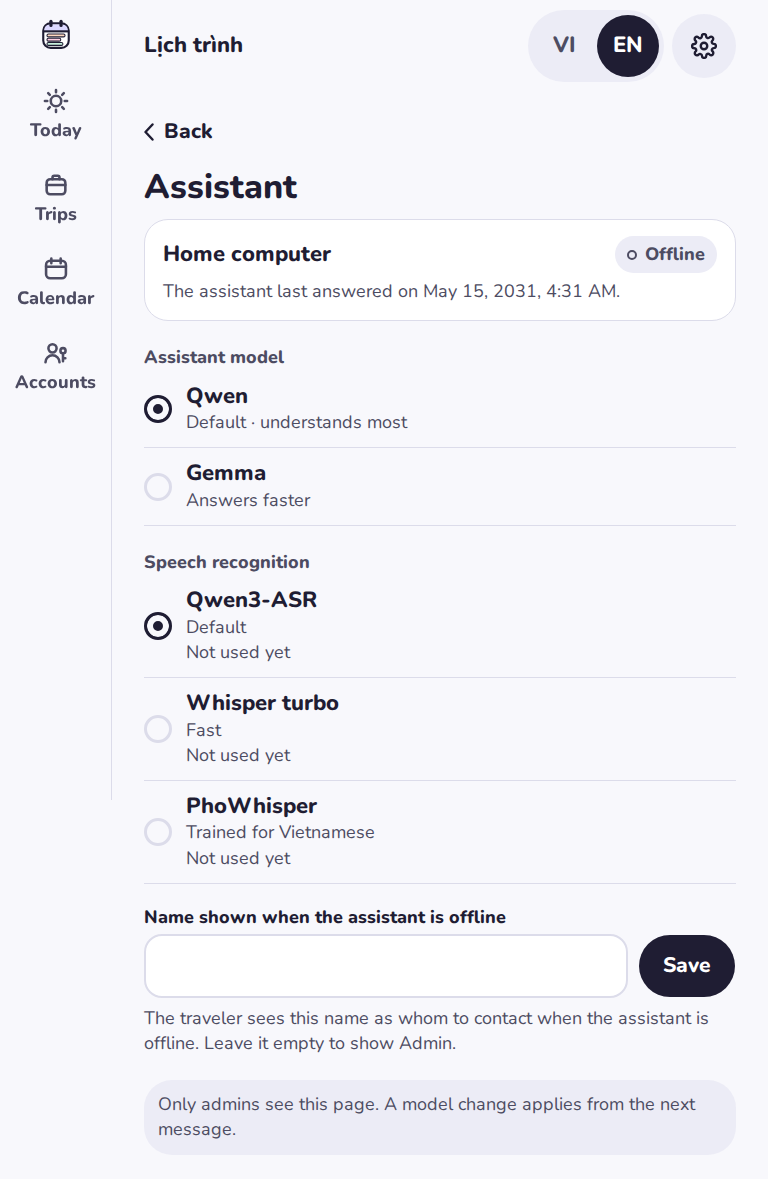 Lịch trình
VI
EN
Today
Trips
Calendar
Accounts
Back
Assistant
Home computer
Offline
The assistant last answered on May 15, 2031, 4:31 AM.
Assistant model
Qwen
Default · understands most
Gemma
Answers faster
Speech recognition
Qwen3-ASR
Default
Not used yet
Whisper turbo
Fast
Not used yet
PhoWhisper
Trained for Vietnamese
Not used yet
Name shown when the assistant is offline
Save
The traveler sees this name as whom to contact when the assistant is
offline. Leave it empty to show Admin.
Only admins see this page. A model change applies from the next
message.